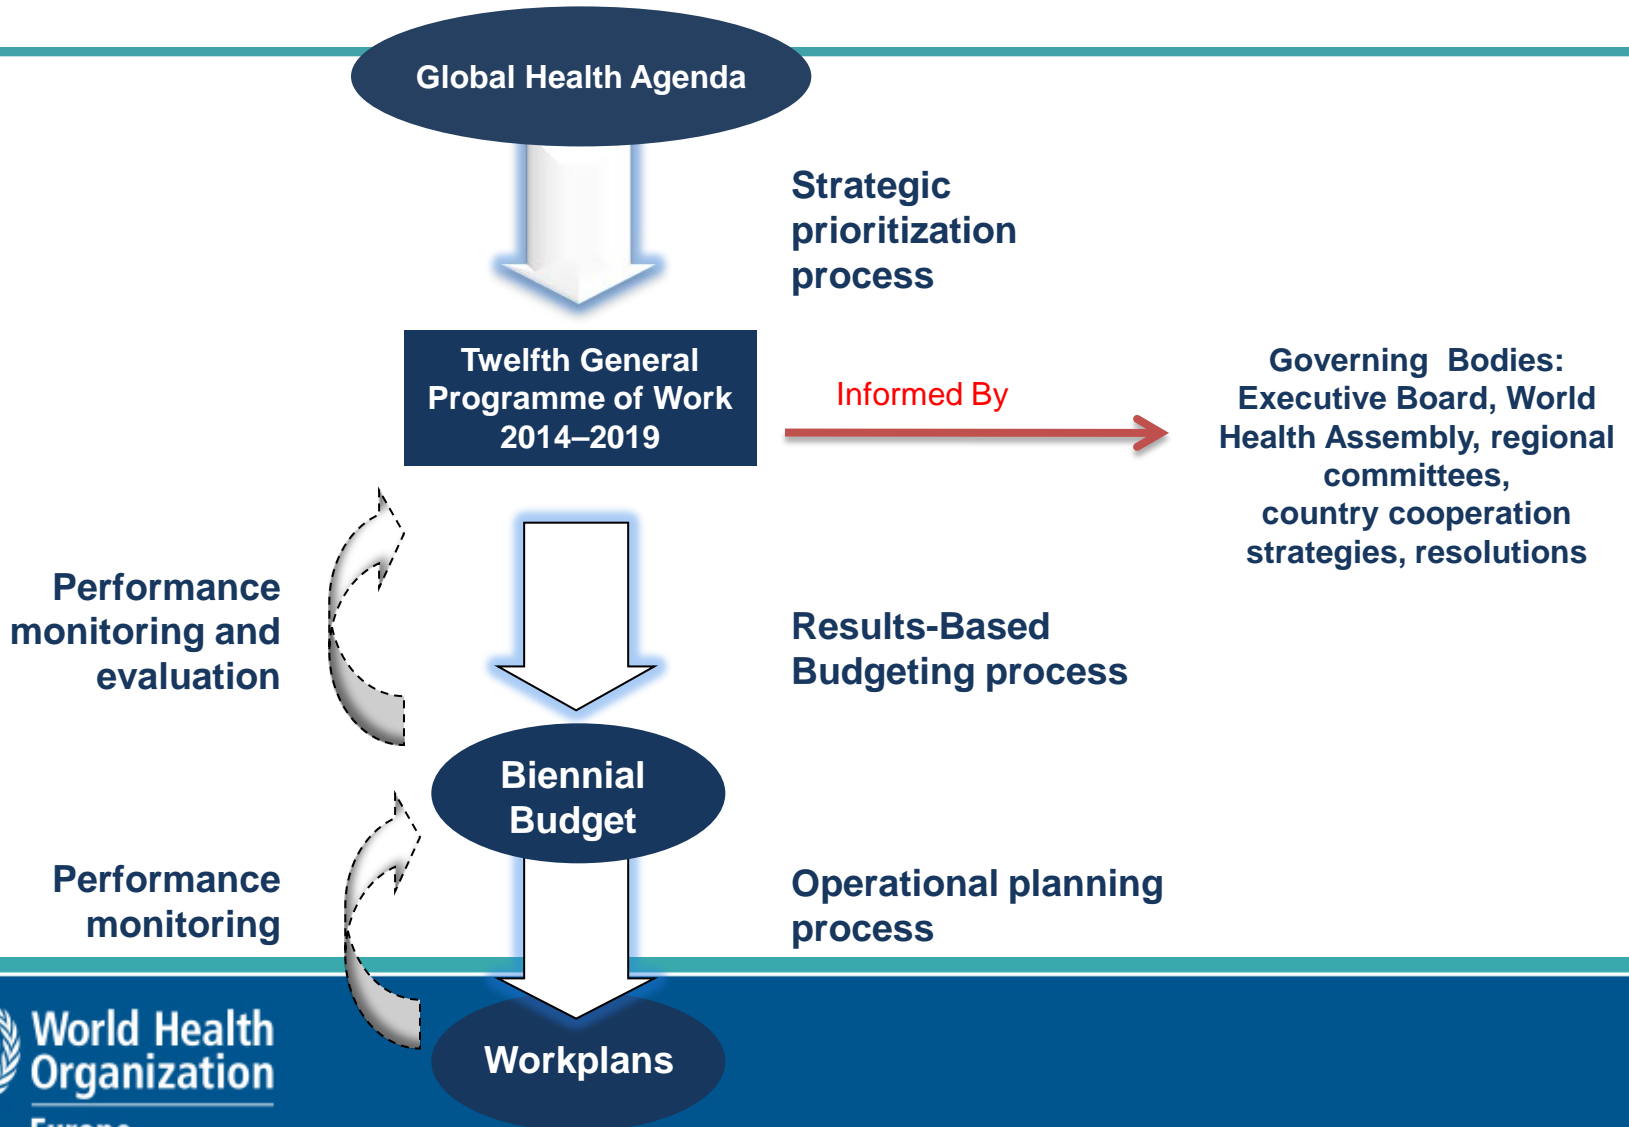 Global Health Agenda
Strategic
prioritization
process
Twelfth General
Programme of Work
2014–2019
Informed By
Governing Bodies:
Executive Board, World
Health Assembly, regional
committees,
country cooperation
strategies, resolutions
Performance
monitoring and
evaluation
Results-Based
Budgeting process
Biennial
Budget
Performance
monitoring
Operational planning
process
World Health
Organization
Europe
Workplans